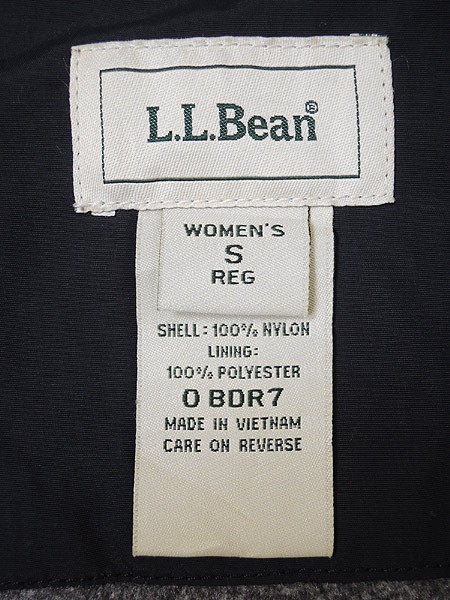 L.L.Bean®
WOMEN'S
S
REG
SHELL: 100% NYLON
LINING:
100% POLYESTER
0 BDR7
MADE IN VIETNAM
CARE ON REVERSE